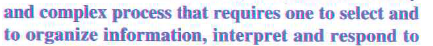 and complex process that requires one to select and
to organize information, interpret and respond to